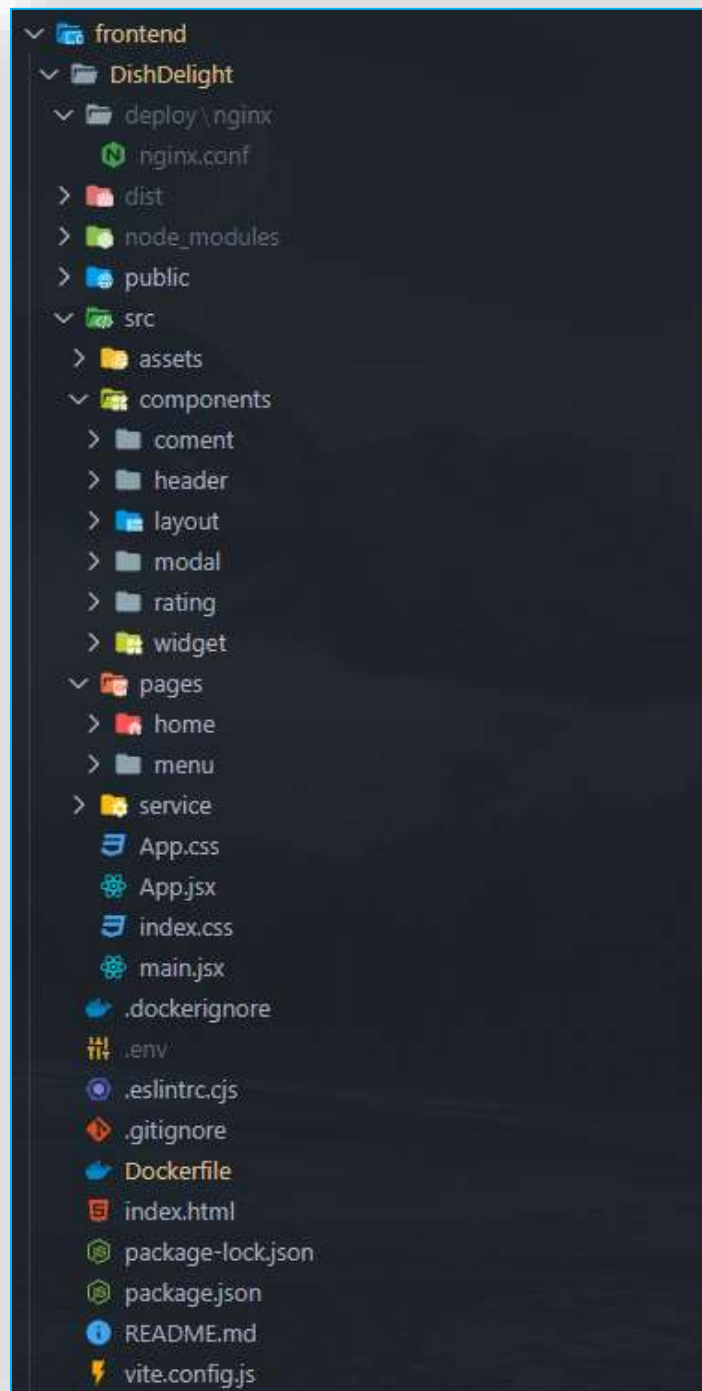 frontend
DishDelight
deploy \ nginx
nginx.conf
dist
node_modules
public
src
assets
components
coment
header
layout
modal
rating
widget
pages
home
menu
service
App.css
App.jsx
index.css
main.jsx
.dockerignore
.env
.eslintrc.cjs
.gitignore
Dockerfile
index.html
package-lock.json
package.json
README.md
vite.config.js